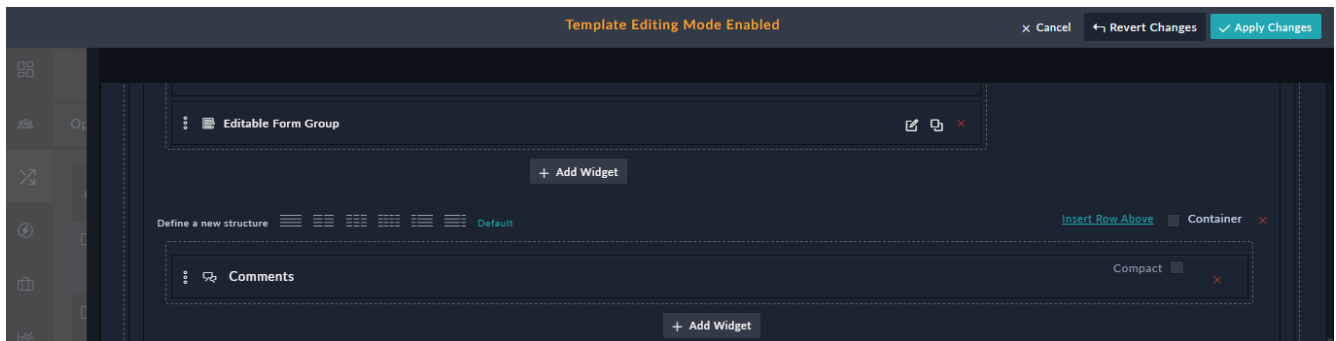 Template Editing Mode Enabled
Cancel
Revert Changes
Apply Changes
Op
Editable Form Group
+ Add Widget
Define a new structure
Default
Insert Row Above
Container
Comments
Compact
+ Add Widget